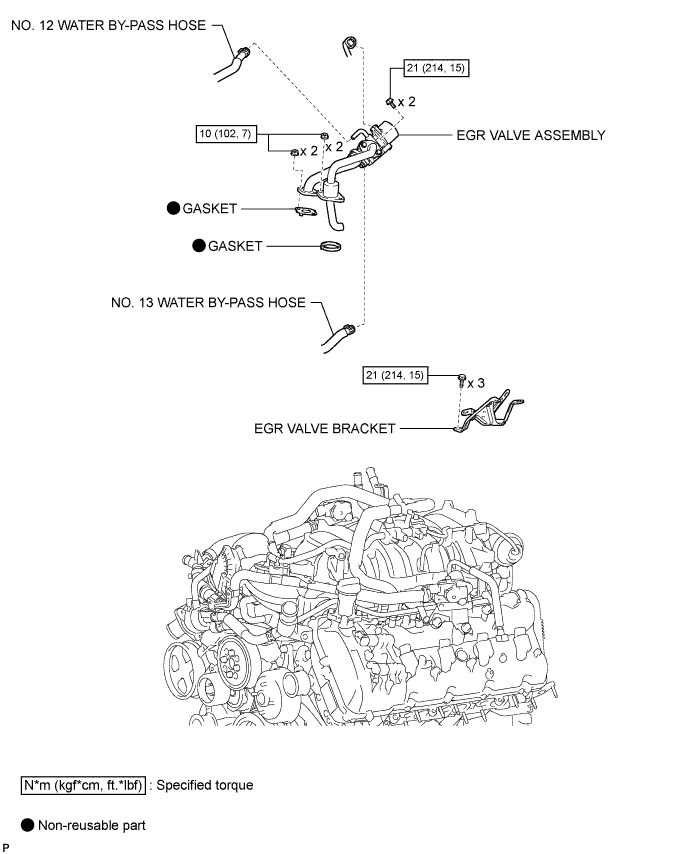 NO. 12 WATER BY-PASS HOSE
21 (214, 15)
x 2
10 (102, 7)
x 2
x 2
EGR VALVE ASSEMBLY
GASKET
GASKET
NO. 13 WATER BY-PASS HOSE
21 (214, 15)
x 3
EGR VALVE BRACKET
N*m (kgf*cm, ft.*lbf) : Specified torque
Non-reusable part
P